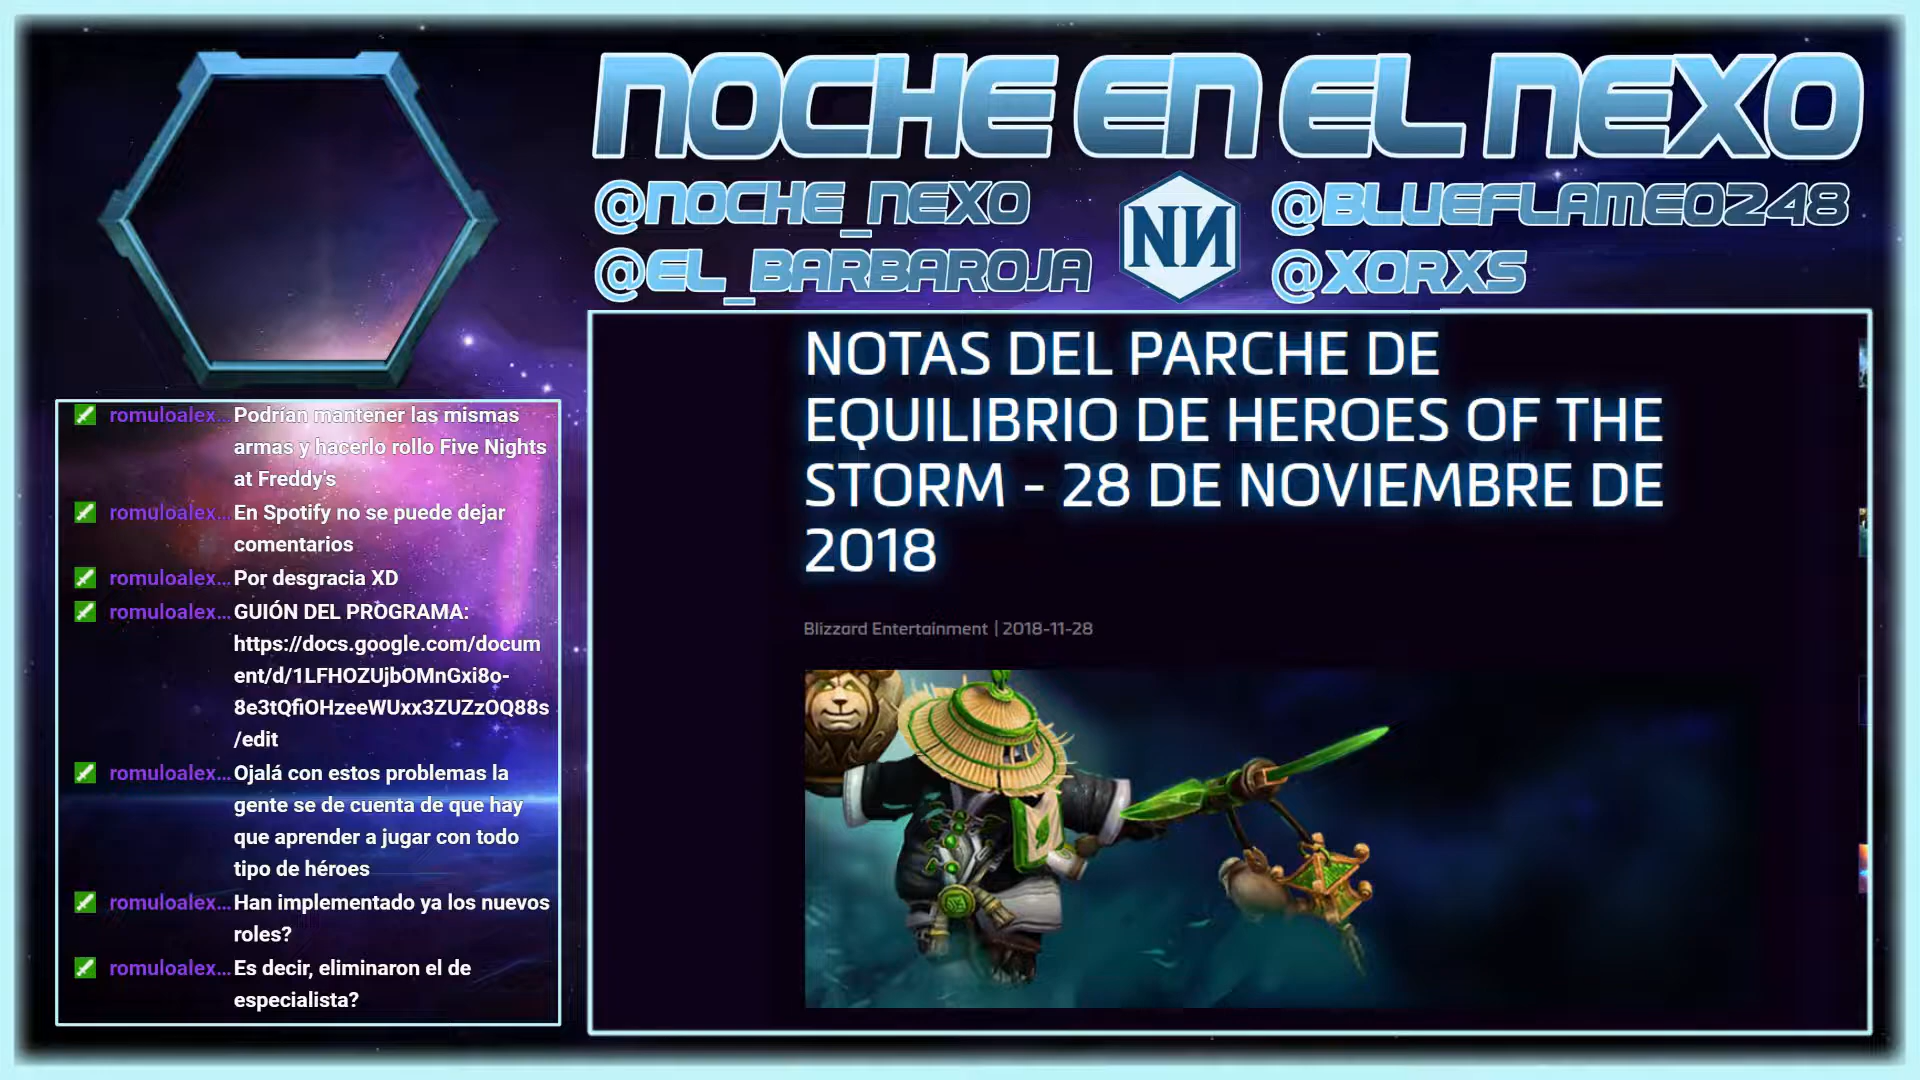 NOCHE EN EL NEXO
@NOCHE_NEXO
@EL_BARBAROJA
NN
@BLUEFLAME0248
@XORXS
romuloalex... Podrían mantener las mismas
armas y hacerlo rollo Five Nights
at Freddy's
romuloalex... En Spotify no se puede dejar
comentarios
romuloalex... Por desgracia XD
romuloalex... GUIÓN DEL PROGRAMA:
https://docs.google.com/docum
ent/d/1LFHOZUjbOMnGxi8o-
8e3tQfiOHzeeWUxx3ZUZzOQ88s
/edit
romuloalex... Ojalá con estos problemas la
gente se de cuenta de que hay
que aprender a jugar con todo
tipo de héroes
romuloalex... Han implementado ya los nuevos
roles?
romuloalex... Es decir, eliminaron el de
especialista?
NOTAS DEL PARCHE DE
EQUILIBRIO DE HEROES OF THE
STORM - 28 DE NOVIEMBRE DE
2018
Blizzard Entertainment | 2018-11-28